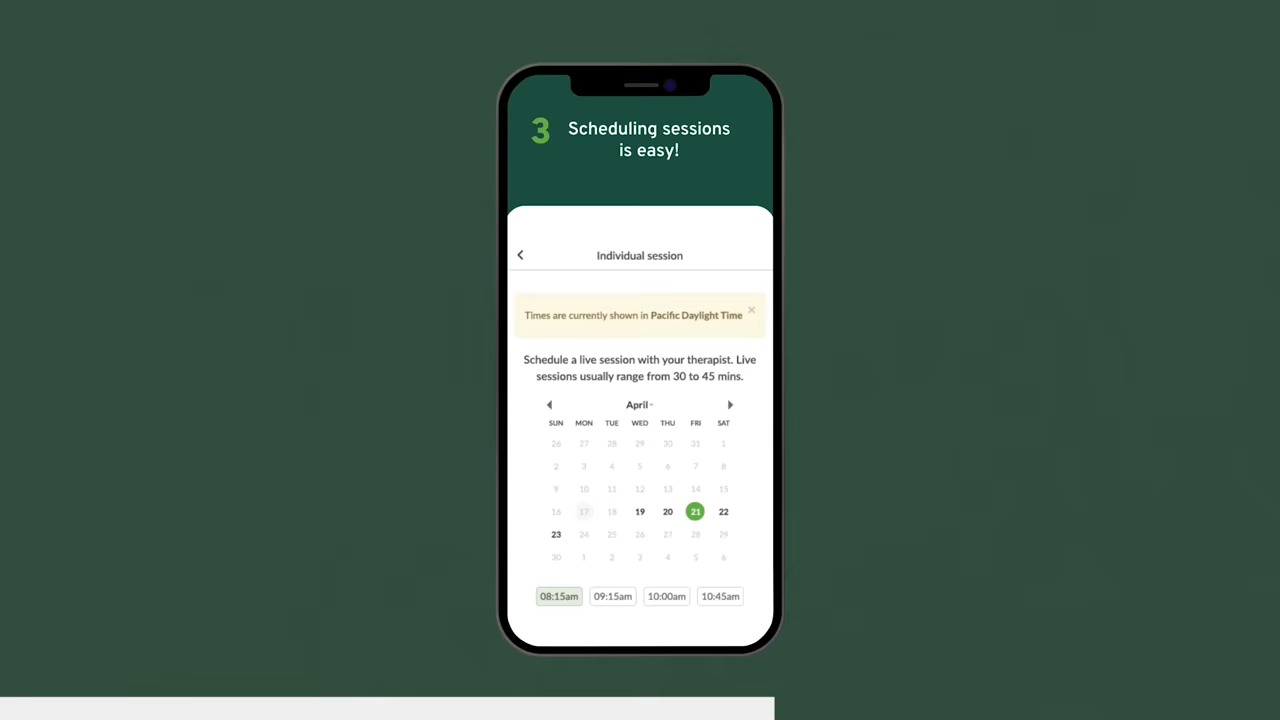 3
Scheduling sessions
is easy!
Individual session
Times are currently shown in Pacific Daylight Time
Schedule a live session with your therapist. Live
sessions usually range from 30 to 45 mins.
April
SUN MON TUE WED THU FRI SAT
26 27 28 29 30 31 1
2 3 4 5 6 7 8
9 10 11 12 13 14 15
16 17 18 19 20 21 22
23 24 25 26 27 28 29
30 1 2 3 4 5 6
08:15am 09:15am 10:00am 10:45am